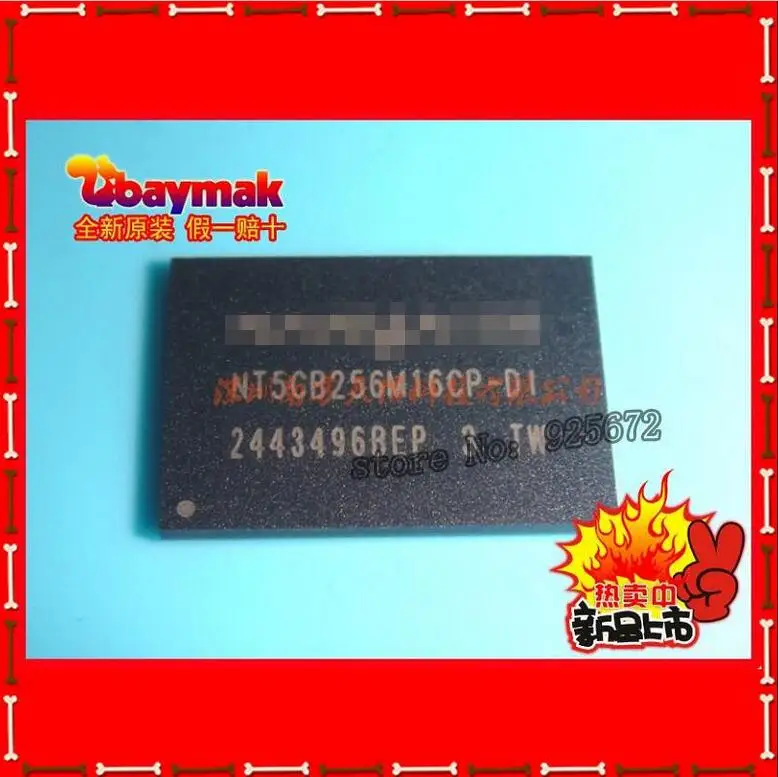 Ubaymak
全新原装 假一赔十
NT5CB256M16CP-DI
2443496REP TW
store No: 925672
热卖中
新品上市